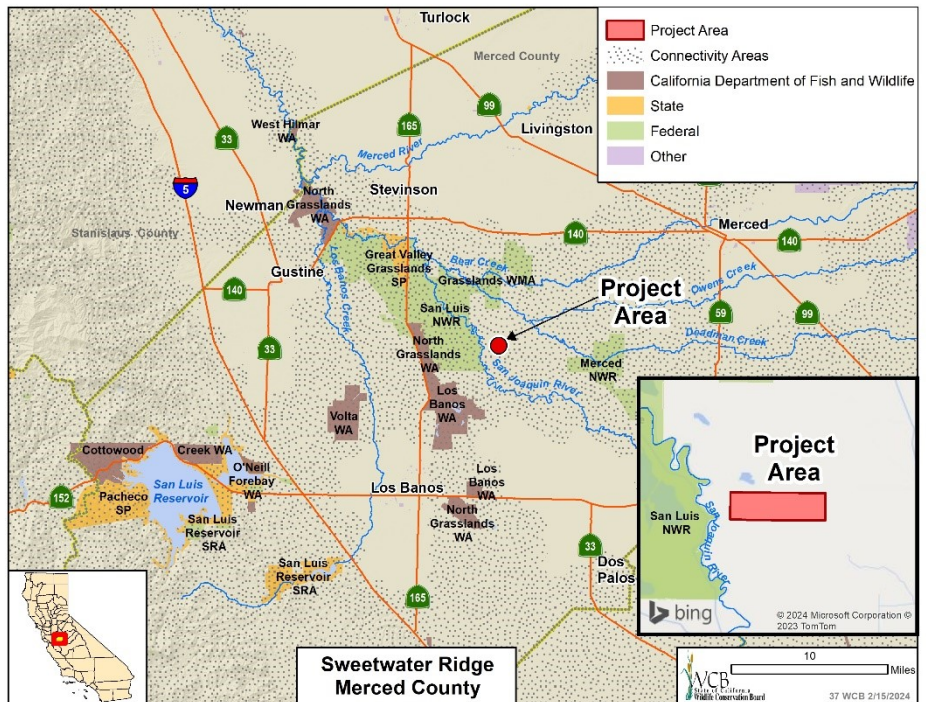 Turlock
Merced County
99
165
33
Livingston
West Hilmar
WA
Merced River
5
North
Grasslands
WA
Stevinson
Newman
Stanislaus County
140
Merced
140
Great Valley
Grasslands
SP
Bear Creek
Gustine
Los Banos Creek
Grasslands WMA
Owens Creek
140
San Luis
NWR
Project
Area
59
99
Deadman Creek
33
North
Grasslands
WA
San Joaquin River
Merced
NWR
Los
Banos
WA
Volta
WA
Cottowood
Creek WA
O'Neill
Forebay
WA
San Luis
Reservoir
Pacheco
SP
152
San Luis
Reservoir
SRA
Los Banos
Los
Banos
WA
North
Grasslands
WA
33
Dos
Palos
San Luis
Reservoir
SRA
165
Project Area
Connectivity Areas
California Department of Fish and Wildlife
State
Federal
Other
Project
Area
San Luis
NWR
San Joaquin River
bing
© 2024 Microsoft Corporation ©
2023 TomTom
Sweetwater Ridge
Merced County
WCB
State of California
Wildlife Conservation Board
10
Miles
37 WCB 2/15/2024